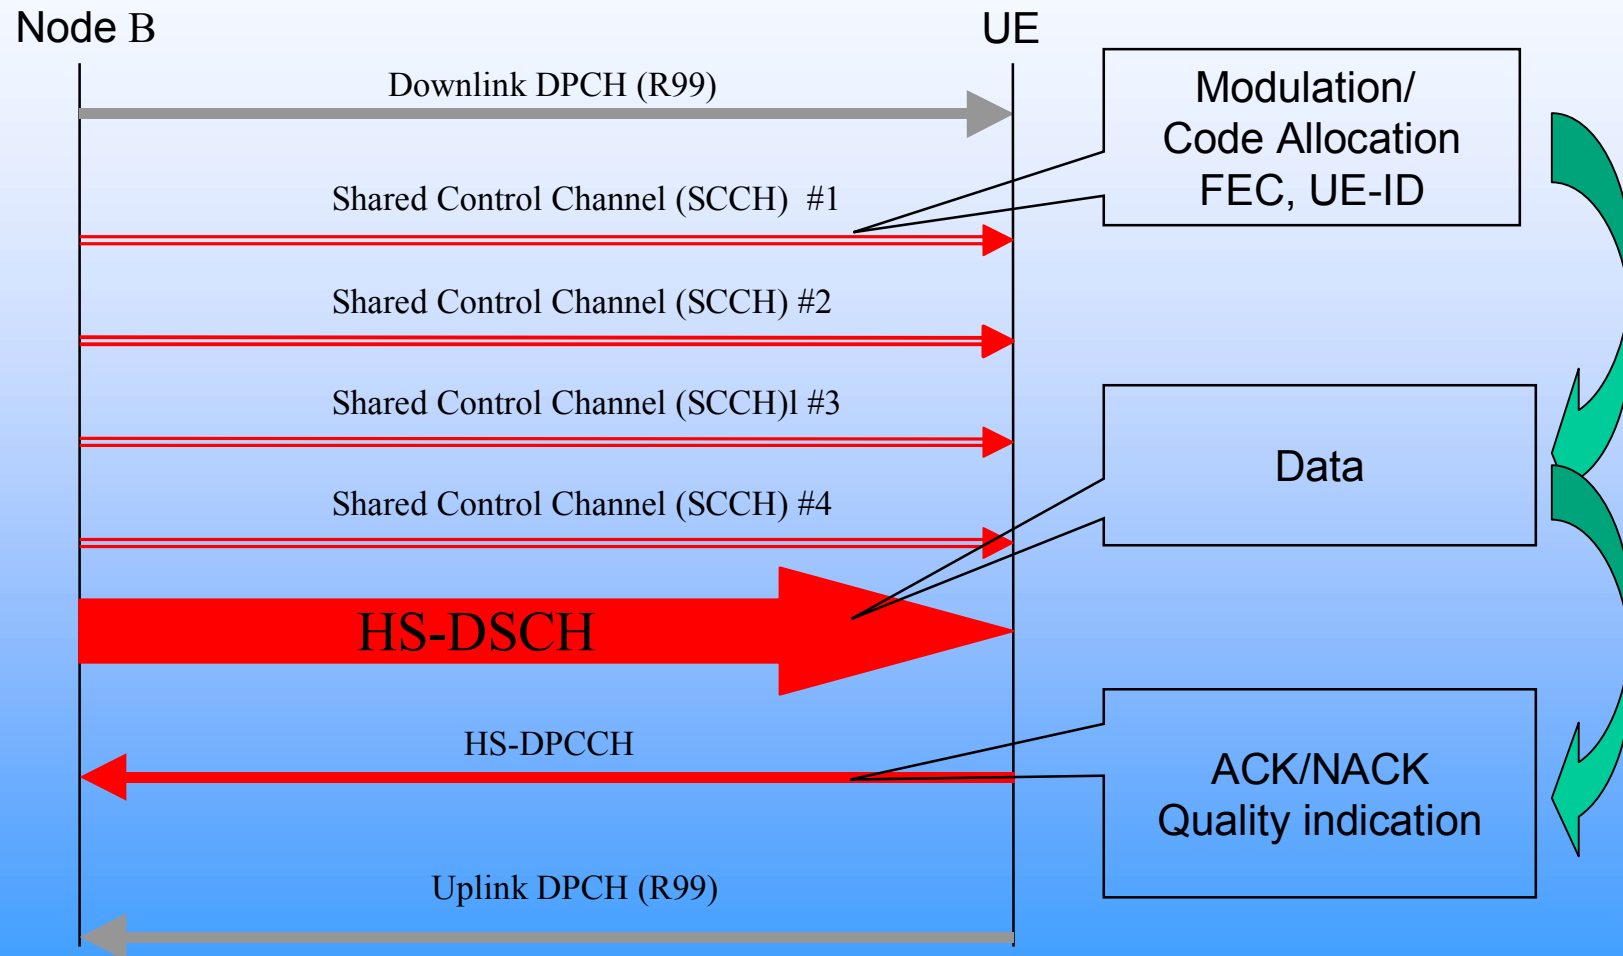 Node B
UE
Downlink DPCH (R99)
Modulation/
Code Allocation
FEC, UE-ID
Shared Control Channel (SCCH) #1
Shared Control Channel (SCCH) #2
Shared Control Channel (SCCH)l #3
Data
Shared Control Channel (SCCH) #4
HS-DSCH
HS-DPCCH
ACK/NACK
Quality indication
Uplink DPCH (R99)